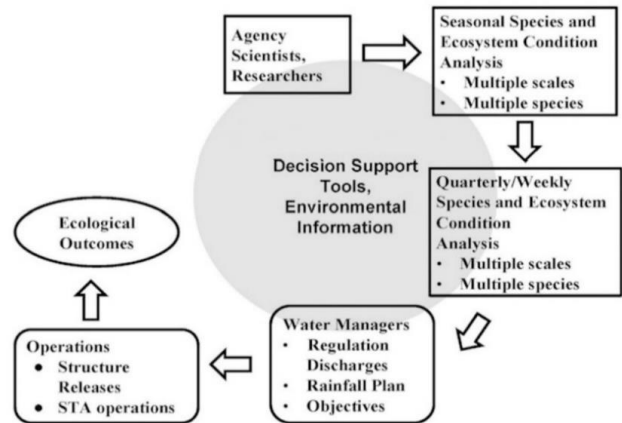 Agency
Scientists,
Researchers
Seasonal Species and
Ecosystem Condition
Analysis
• Multiple scales
• Multiple species
Decision Support
Tools,
Environmental
Information
Quarterly/Weekly
Species and Ecosystem
Condition
Analysis
• Multiple scales
• Multiple species
Ecological
Outcomes
Water Managers
• Regulation
Discharges
• Rainfall Plan
• Objectives
Operations
● Structure
Releases
● STA operations